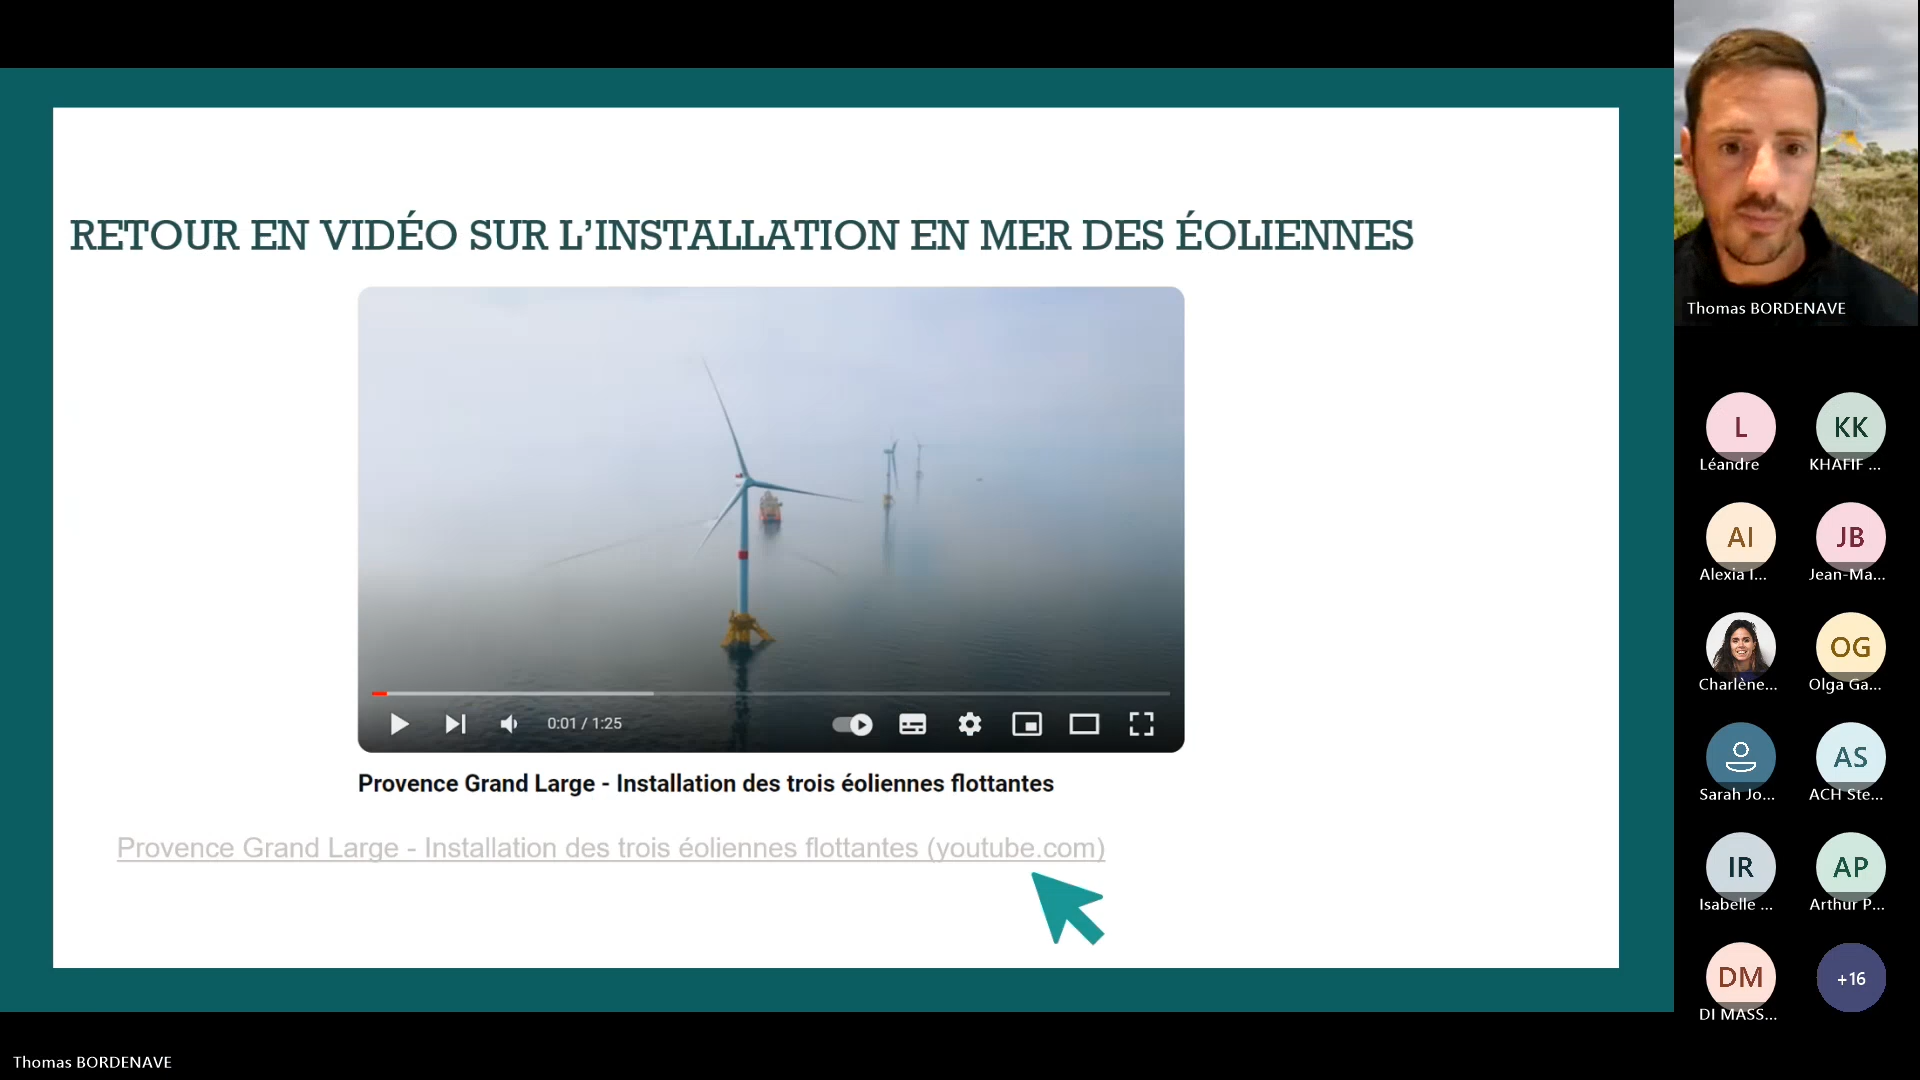 RETOUR EN VIDÉO SUR L’INSTALLATION EN MER DES ÉOLIENNES
0:01 / 1:25
Provence Grand Large - Installation des trois éoliennes flottantes
Provence Grand Large - Installation des trois éoliennes flottantes (youtube.com)
Thomas BORDENAVE
L
KK
Léandre
KHAFIF ...
AI
JB
Alexia I...
Jean-Ma...
OG
Charlène...
Olga Ga...
AS
Sarah Jo...
ACH Ste...
IR
AP
Isabelle ...
Arthur P...
DM
+16
DI MASS...
Thomas BORDENAVE